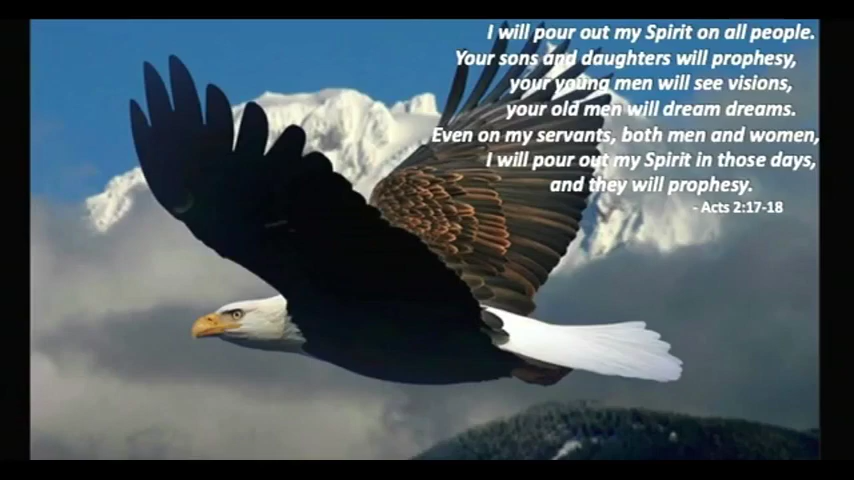 I will pour out my Spirit on all people.
Your sons and daughters will prophesy,
your young men will see visions,
your old men will dream dreams.
Even on my servants, both men and women,
I will pour out my Spirit in those days,
and they will prophesy.
- Acts 2:17-18